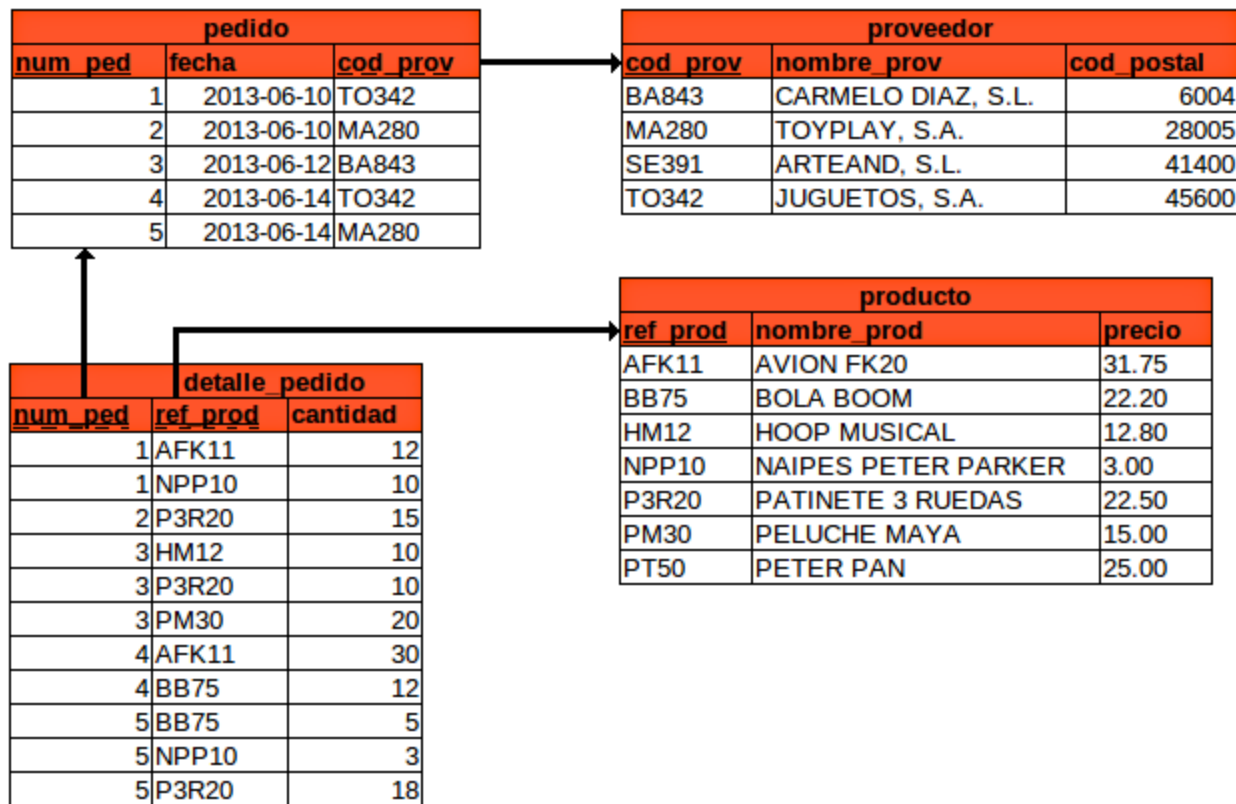 pedido
num_ped fecha cod_prov
1 2013-06-10 TO342
2 2013-06-10 MA280
3 2013-06-12 BA843
4 2013-06-14 TO342
5 2013-06-14 MA280
proveedor
cod_prov nombre_prov cod_postal
BA843 CARMELO DIAZ, S.L. 6004
MA280 TOYPLAY, S.A. 28005
SE391 ARTEAND, S.L. 41400
TO342 JUGUETOS, S.A. 45600
detalle_pedido
num_ped ref_prod cantidad
1 AFK11 12
1 NPP10 10
2 P3R20 15
3 HM12 10
3 P3R20 10
3 PM30 20
4 AFK11 30
4 BB75 12
5 BB75 5
5 NPP10 3
5 P3R20 18
producto
ref_prod nombre_prod precio
AFK11 AVION FK20 31.75
BB75 BOLA BOOM 22.20
HM12 HOOP MUSICAL 12.80
NPP10 NAIPES PETER PARKER 3.00
P3R20 PATINETE 3 RUEDAS 22.50
PM30 PELUCHE MAYA 15.00
PT50 PETER PAN 25.00